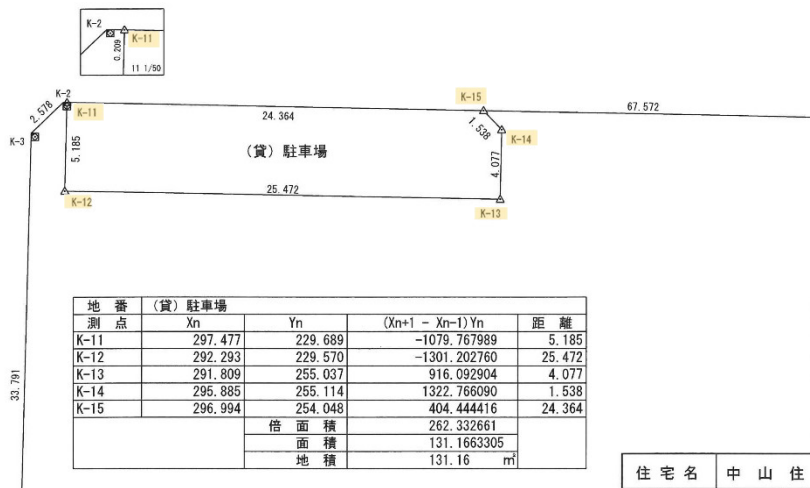 K-2
K-11
0.209
11 1/50
K-2
2.578
K-11
K-15
24.364
67.572
K-3
1.538
K-14
5.185
(貸) 駐車場
4.077
25.472
K-12
K-13
地 番 (貸) 駐車場
測 点 Xn Yn (Xn+1 - Xn-1)Yn 距 離
K-11 297.477 229.689 -1079.767989 5.185
K-12 292.293 229.570 -1301.202760 25.472
K-13 291.809 255.037 916.092904 4.077
K-14 295.885 255.114 1322.766090 1.538
K-15 296.994 254.048 404.444416 24.364
倍 面 積 262.332661
面 積 131.1663305
地 積 131.16 ㎡
33.791
住 宅 名 中 山 住